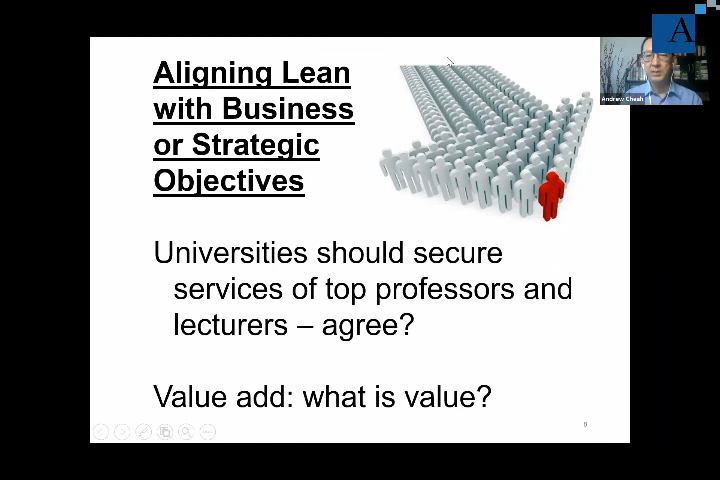 A
Andrew Cheah
Aligning Lean
with Business
or Strategic
Objectives
Universities should secure
services of top professors and
lecturers – agree?
Value add: what is value?